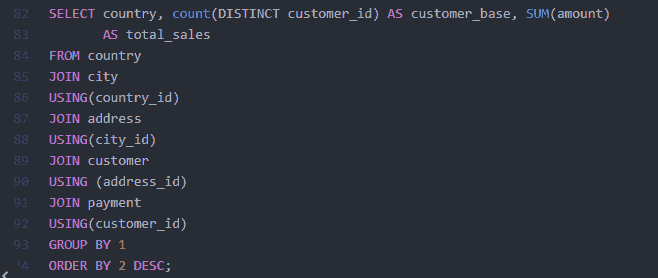 82 SELECT country, count(DISTINCT customer_id) AS customer_base, SUM(amount)
83 AS total_sales
84 FROM country
85 JOIN city
86 USING(country_id)
87 JOIN address
88 USING(city_id)
89 JOIN customer
90 USING (address_id)
91 JOIN payment
92 USING(customer_id)
93 GROUP BY 1
94 ORDER BY 2 DESC;